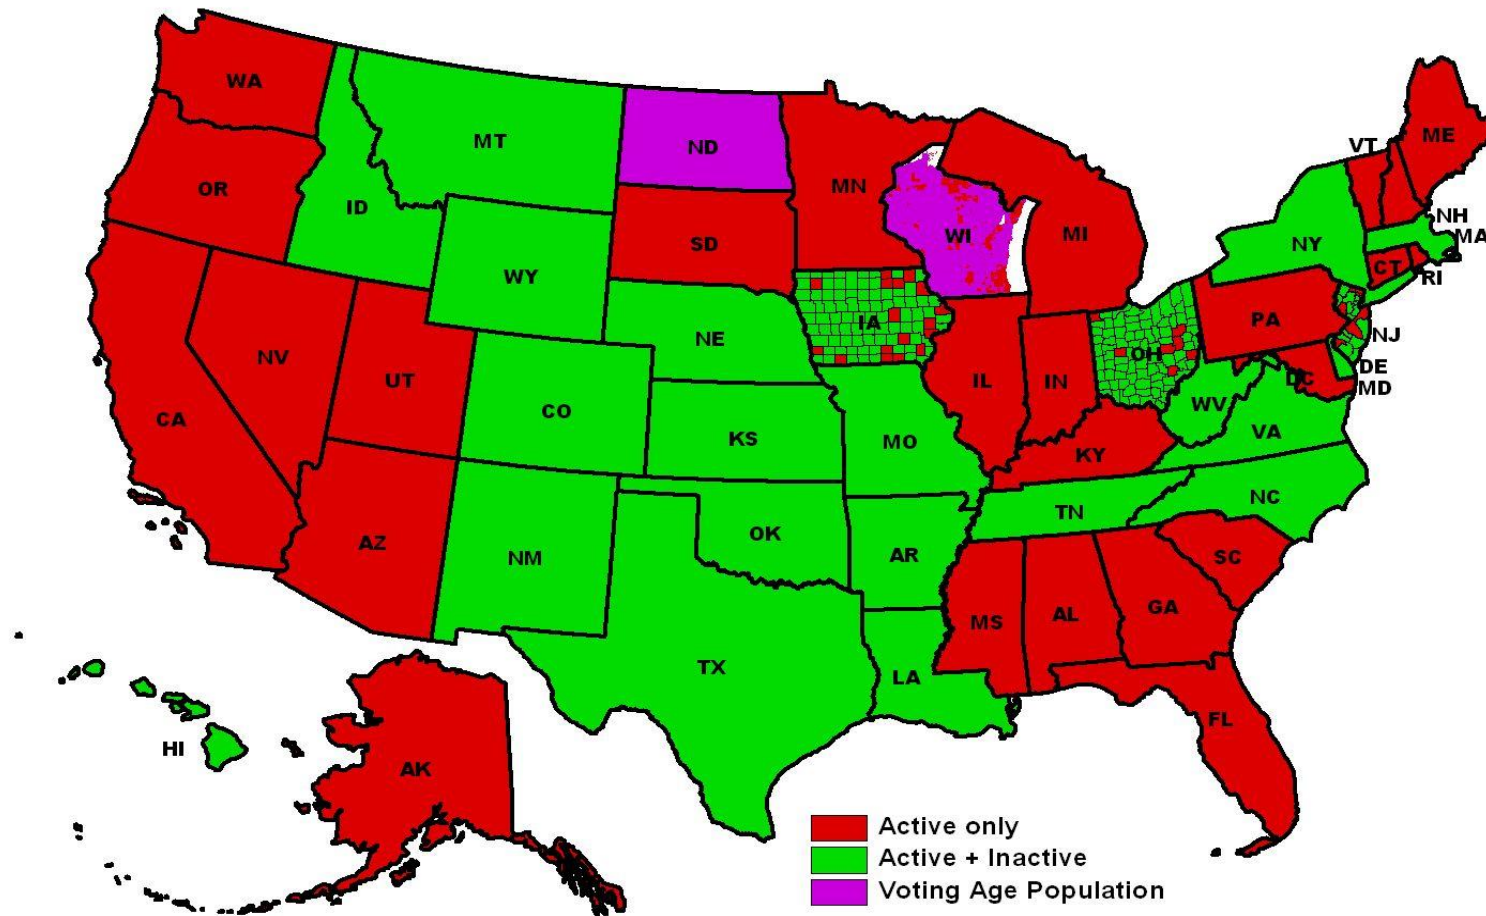 WA
ME
VT
MT
ND
OR
MN
ID
NH
MA
WI
MI
NY
SD
CT
WY
RI
PA
IA
NJ
NE
OH
NV
DE
UT
IL
IN
DC
MD
WV
CO
CA
VA
KS
MO
KY
NC
TN
OK
AZ
AR
NM
SC
GA
AL
MS
TX
LA
FL
HI
AK
Active only
Active + Inactive
Voting Age Population